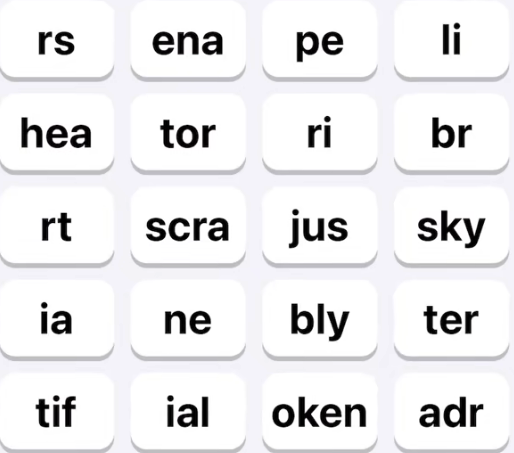 rs ena pe li
hea tor ri br
rt scra jus sky
ia ne bly ter
tif ial oken adr